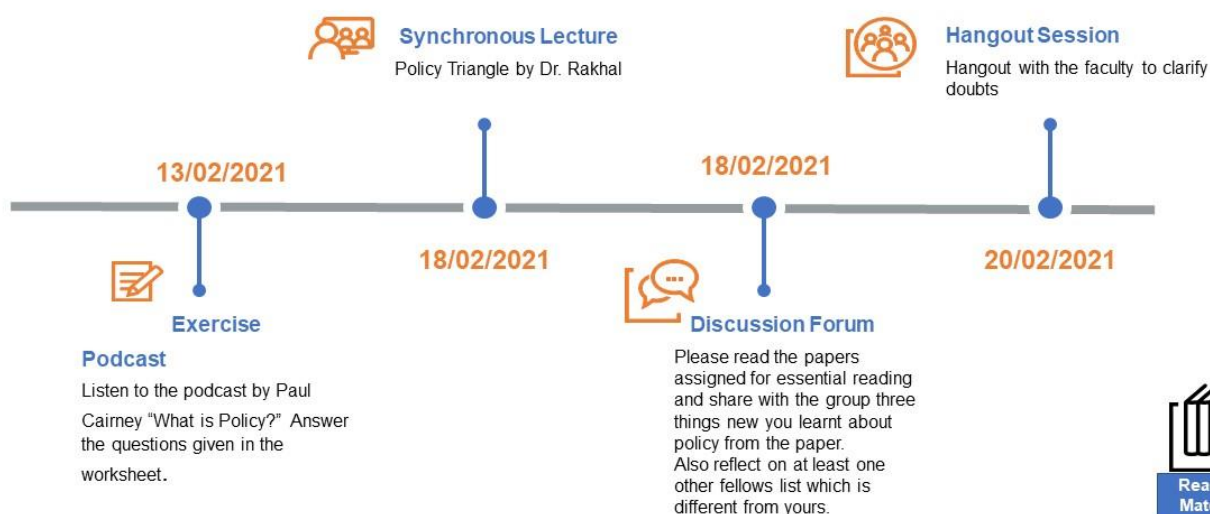 Synchronous Lecture
Policy Triangle by Dr. Rakhal
Hangout Session
Hangout with the faculty to clarify
doubts
13/02/2021
18/02/2021
18/02/2021
20/02/2021
Exercise
Podcast
Listen to the podcast by Paul
Cairney “What is Policy?” Answer
the questions given in the
worksheet.
Discussion Forum
Please read the papers
assigned for essential reading
and share with the group three
things new you learnt about
policy from the paper.
Also reflect on at least one
other fellows list which is
different from yours.